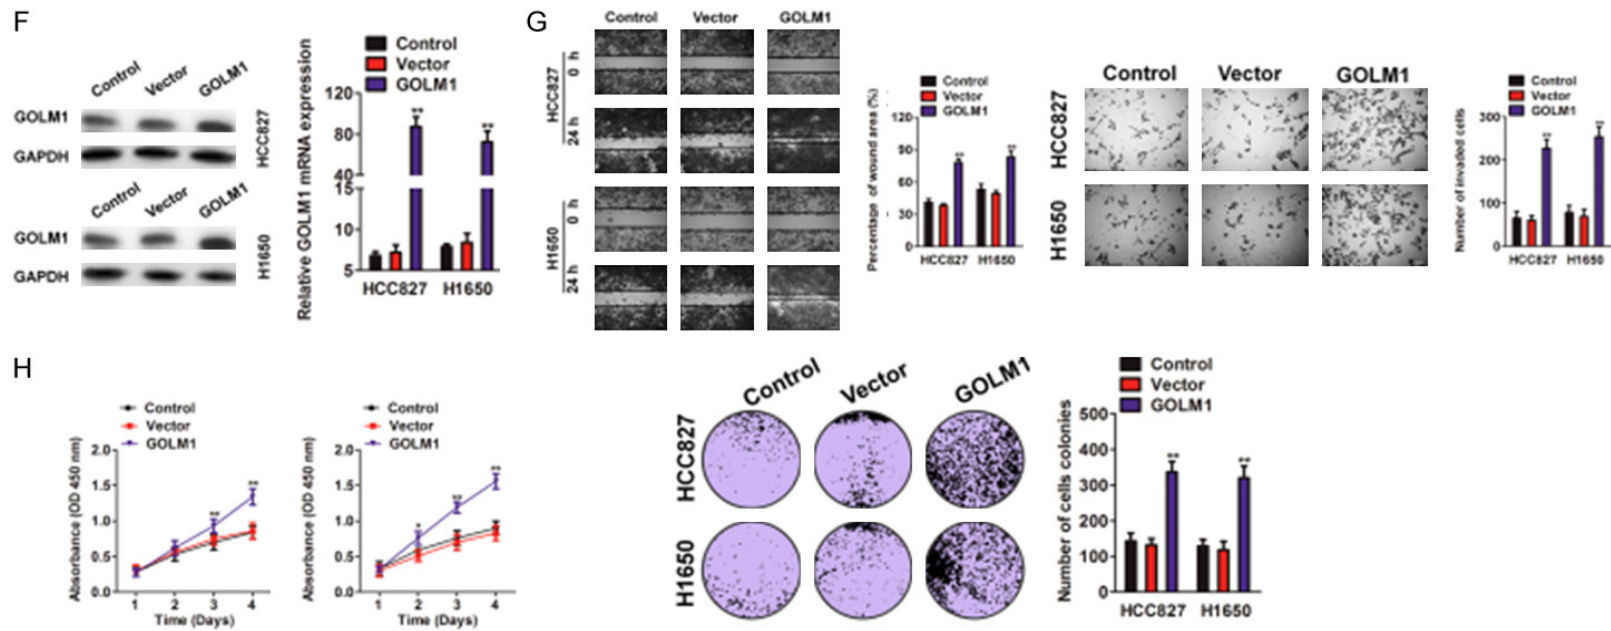 F
Control
Vector
GOLM1
GOLM1
GAPDH
HCC827
Control
Vector
GOLM1
GOLM1
GAPDH
H1650
Control
Vector
GOLM1
Relative GOLM1 mRNA expression
120
80
40
15
10
5
**
**
HCC827 H1650
G
Control Vector GOLM1
HCC827
0 h
24 h
H1650
0 h
24 h
Control
Vector
GOLM1
Percentage of wound area (%)
120
90
60
30
0
**
**
HCC827 H1650
Control Vector GOLM1
HCC827
H1650
Control
Vector
GOLM1
Number of invaded cells
300
200
100
0
**
**
HCC827 H1650
H
Control
Vector
GOLM1
Absorbance (OD 450 nm)
2.0
1.5
1.0
0.5
0.0
**
**
1 2 3 4
Time (Days)
Control
Vector
GOLM1
Absorbance (OD 450 nm)
2.0
1.5
1.0
0.5
0.0
*
**
**
1 2 3 4
Time (Days)
Control Vector GOLM1
HCC827
H1650
Control
Vector
GOLM1
Number of cells colonies
500
400
300
200
100
0
**
**
HCC827 H1650